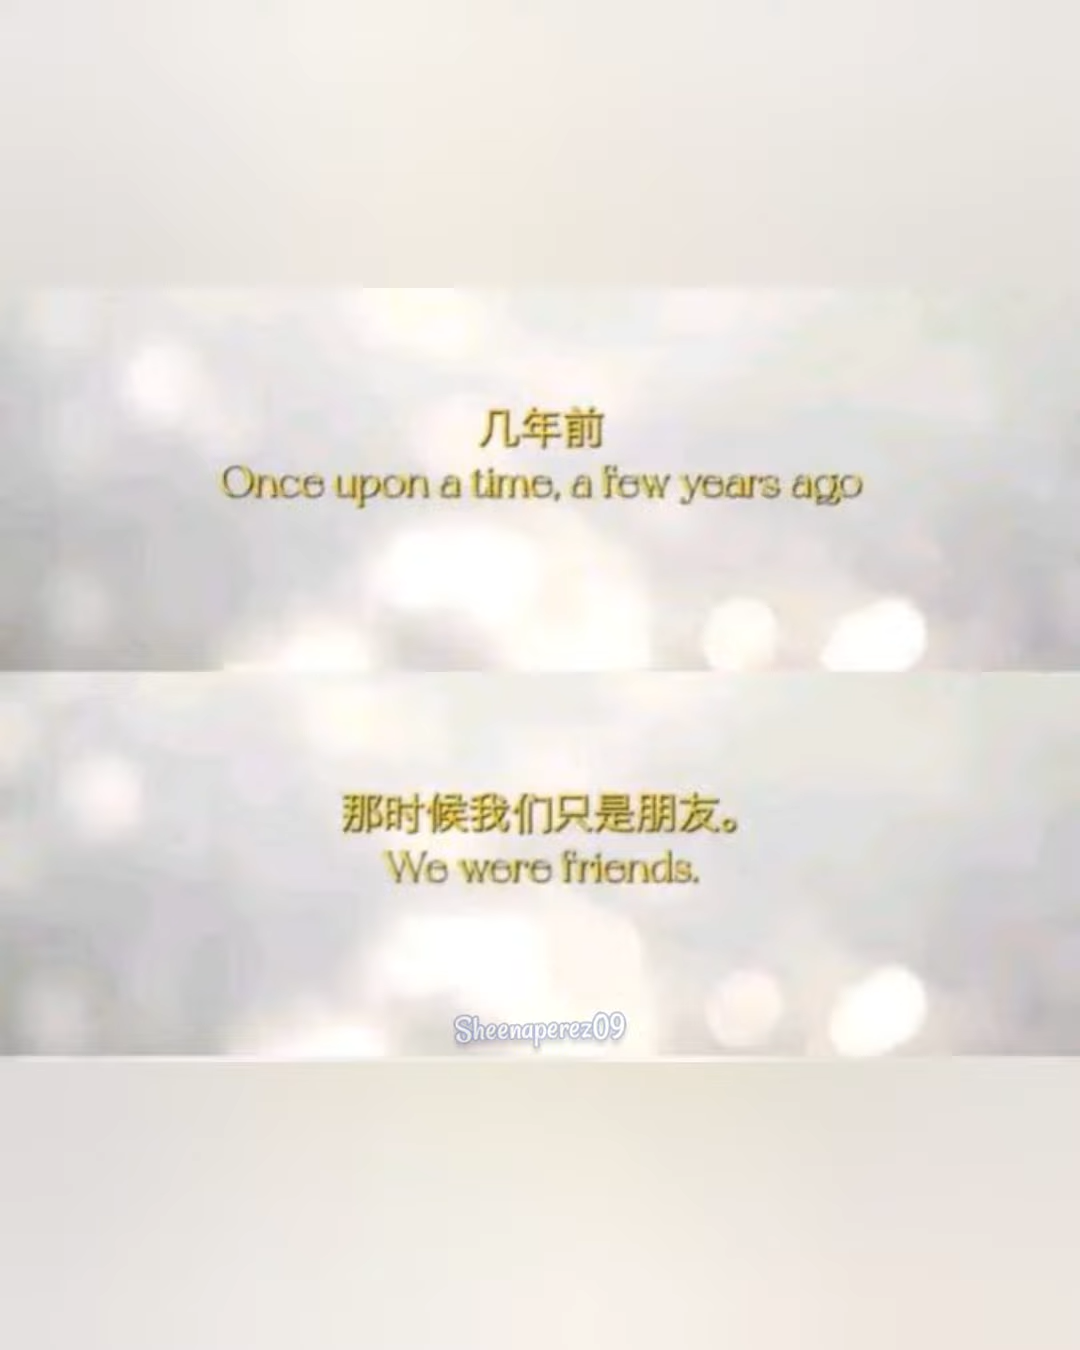 几年前
Once upon a time, a few years ago
那时候我们只是朋友。
We were friends.
Sheenaperez09